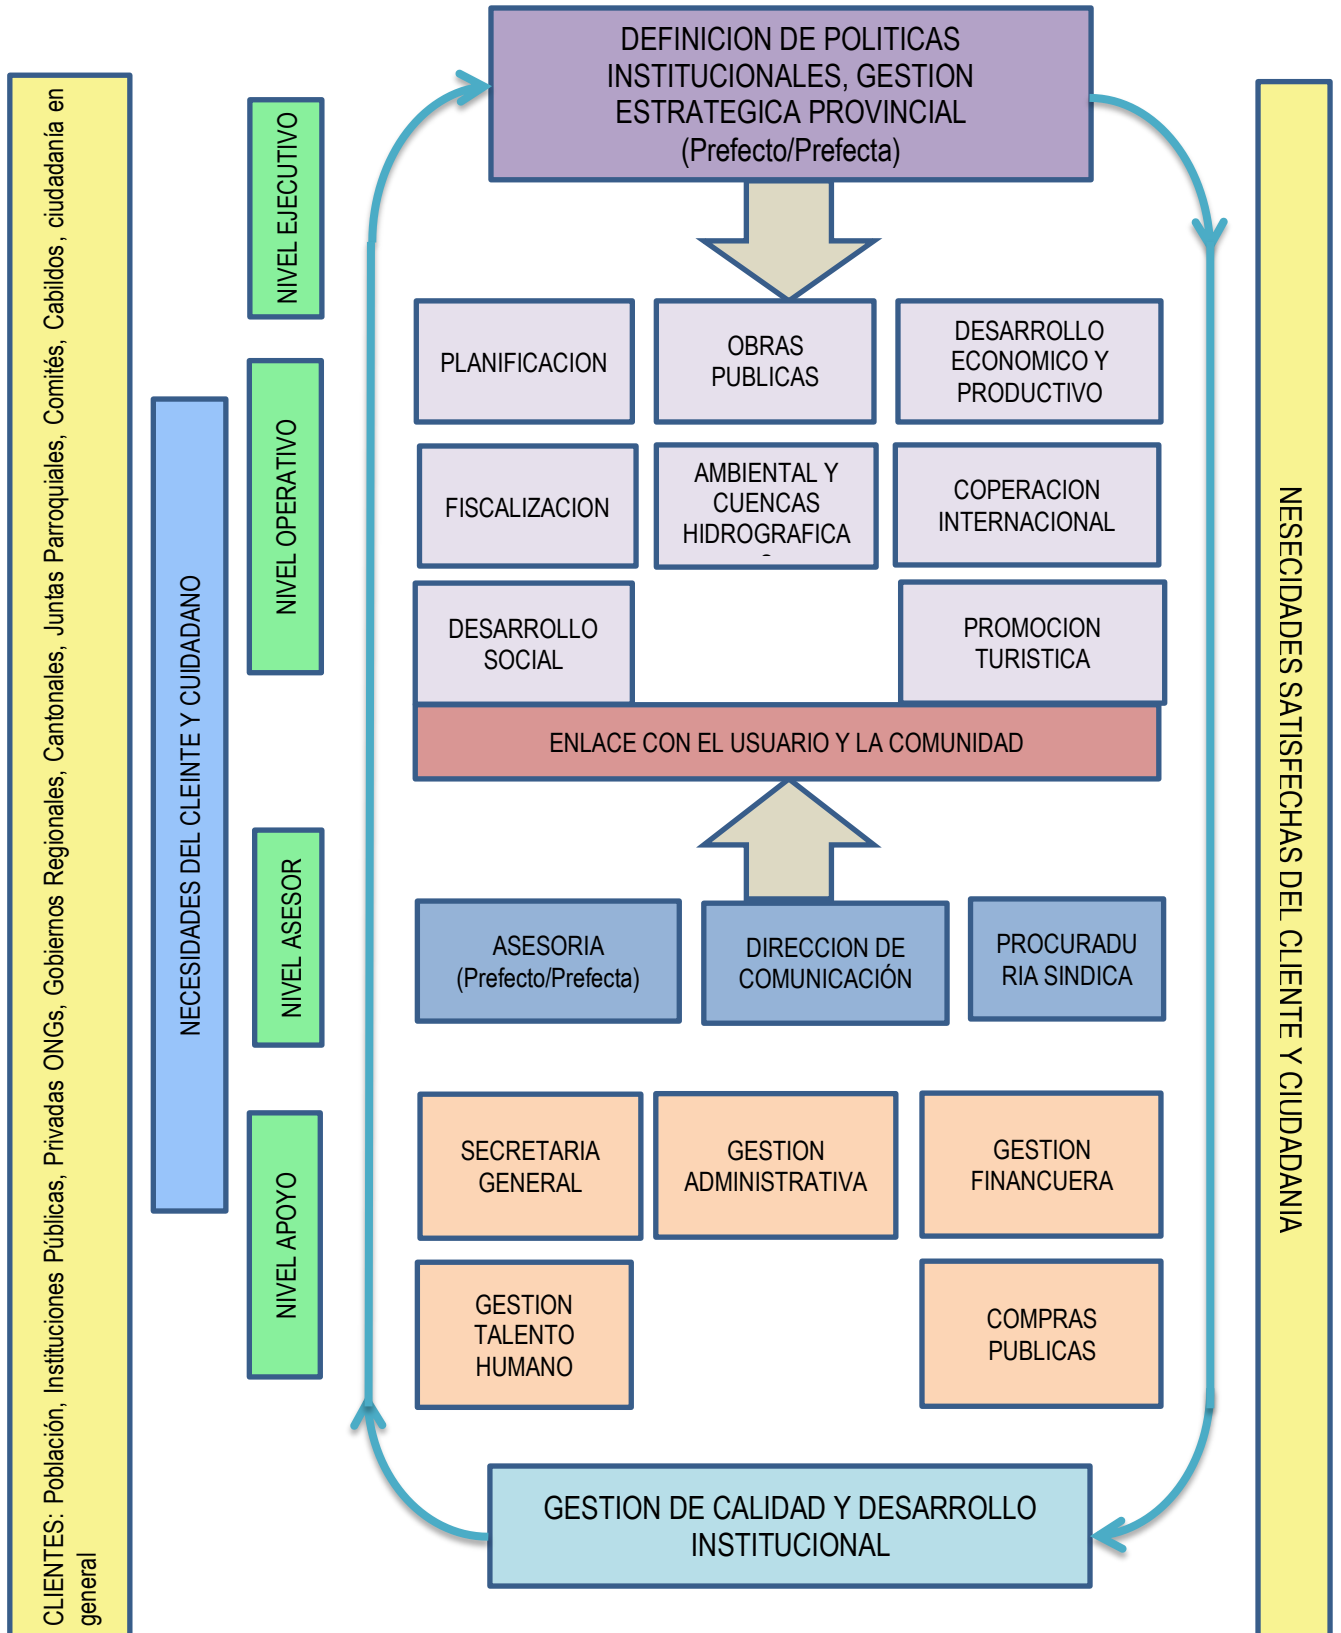 DEFINICION DE POLITICAS
INSTITUCIONALES, GESTION
ESTRATEGICA PROVINCIAL
(Prefecto/Prefecta)
CLIENTES: Población, Instituciones Públicas, Privadas ONGs, Gobiernos Regionales, Cantonales, Juntas Parroquiales, Comités, Cabildos, ciudadanía en
general
NECESIDADES DEL CLEINTE Y CUIDADANO
NIVEL EJECUTIVO
NIVEL OPERATIVO
NIVEL ASESOR
NIVEL APOYO
PLANIFICACION
OBRAS
PUBLICAS
DESARROLLO
ECONOMICO Y
PRODUCTIVO
FISCALIZACION
AMBIENTAL Y
CUENCAS
HIDROGRAFICA
COPERACION
INTERNACIONAL
DESARROLLO
SOCIAL
PROMOCION
TURISTICA
ENLACE CON EL USUARIO Y LA COMUNIDAD
ASESORIA
(Prefecto/Prefecta)
DIRECCION DE
COMUNICACIÓN
PROCURADU
RIA SINDICA
SECRETARIA
GENERAL
GESTION
ADMINISTRATIVA
GESTION
FINANCUERA
GESTION
TALENTO
HUMANO
COMPRAS
PUBLICAS
GESTION DE CALIDAD Y DESARROLLO
INSTITUCIONAL
NESECIDADES SATISFECHAS DEL CLIENTE Y CIUDADANIA